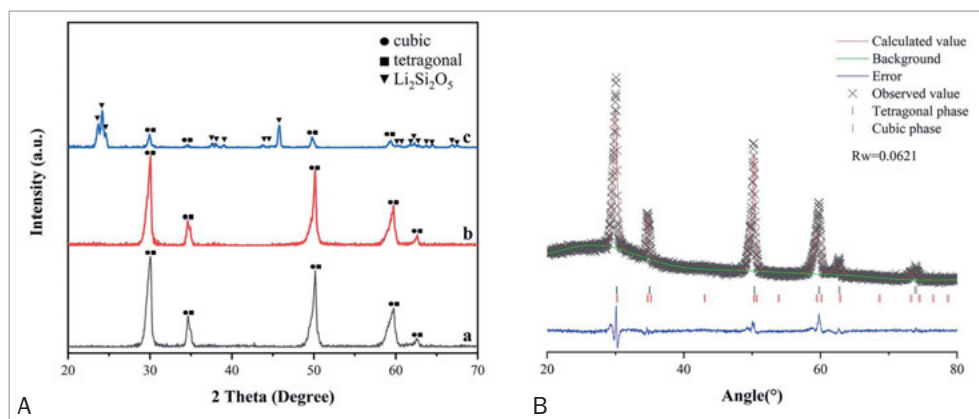 ● cubic
■ tetragonal
▼ Li₂Si₂O₅
c
b
a
Intensity (a.u.)
20 30 40 50 60 70
2 Theta (Degree)
A
Calculated value
Background
Error
Observed value
Tetragonal phase
Cubic phase
Rw=0.0621
20 40 60 80
Angle(°)
B